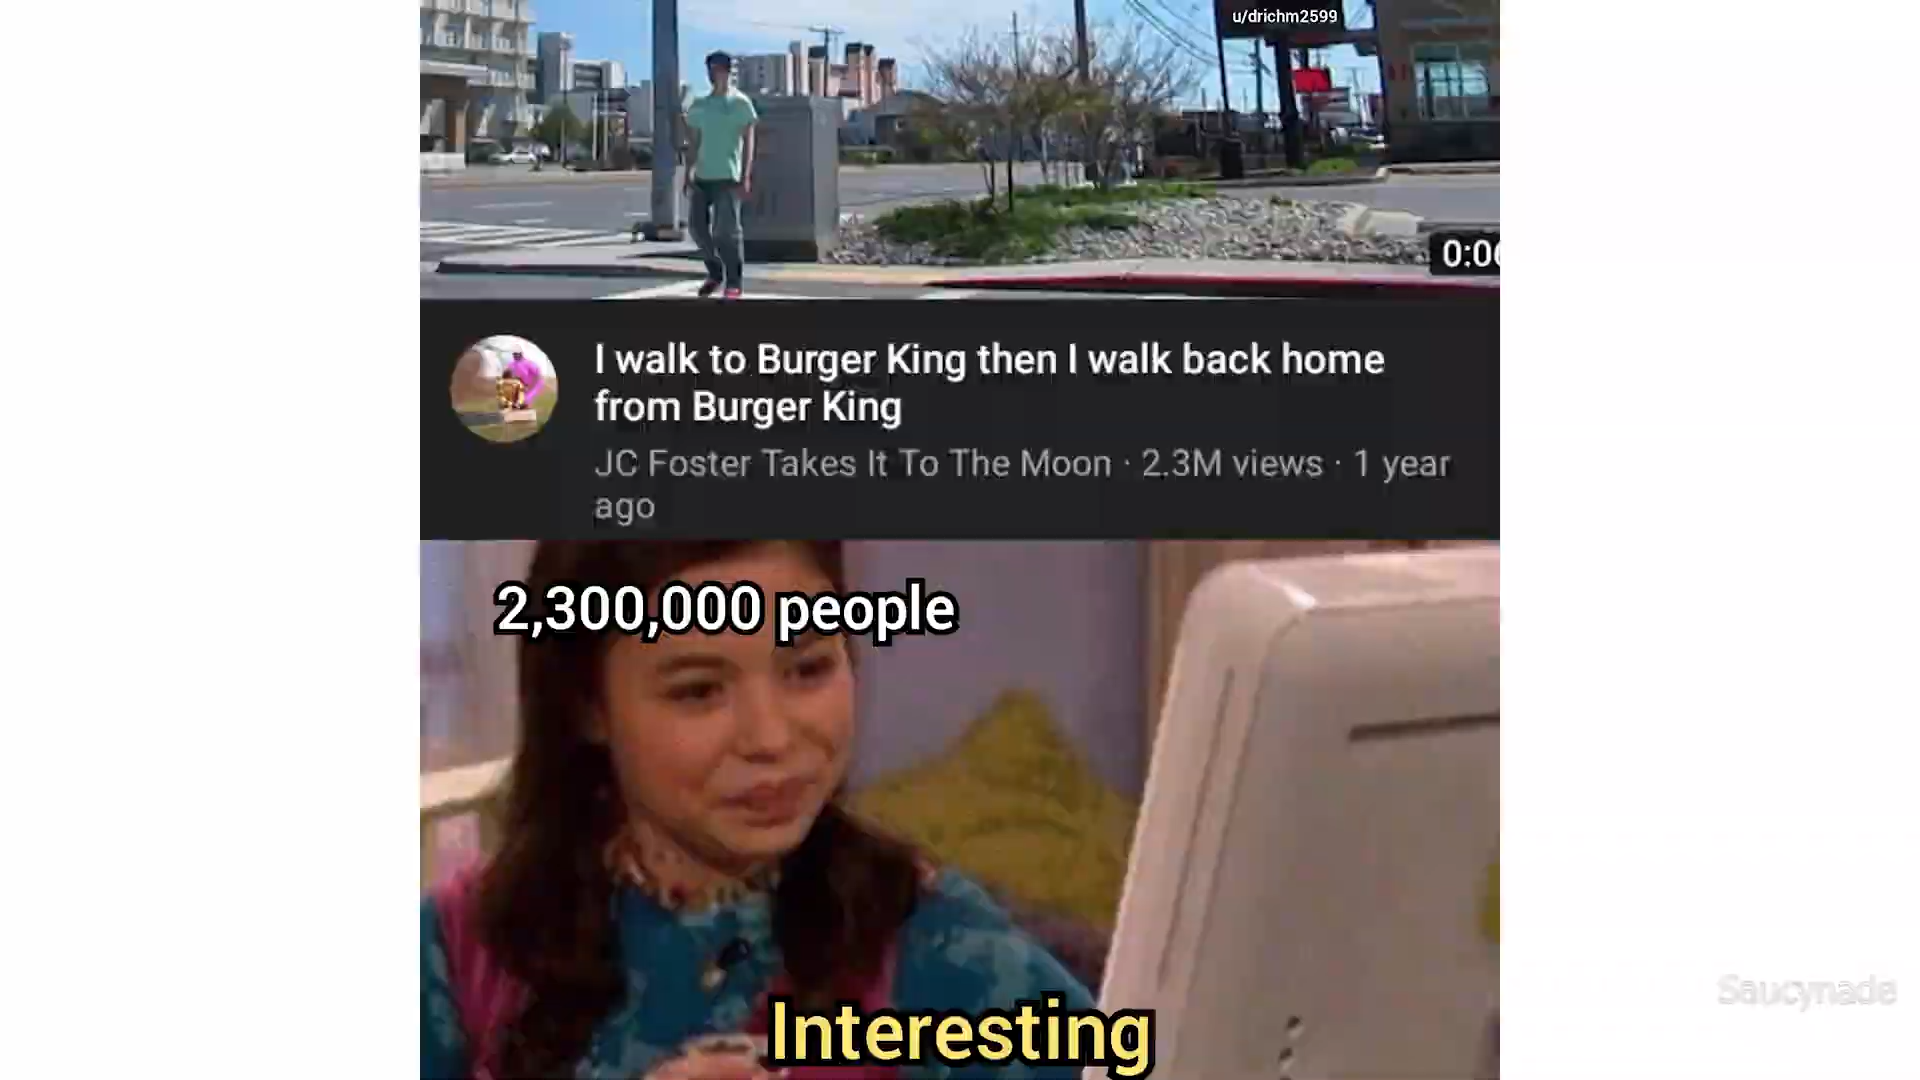 u/drichm2599
0:06
I walk to Burger King then I walk back home
from Burger King
JC Foster Takes It To The Moon · 2.3M views · 1 year
ago
2,300,000 people
Interesting
Saucynade